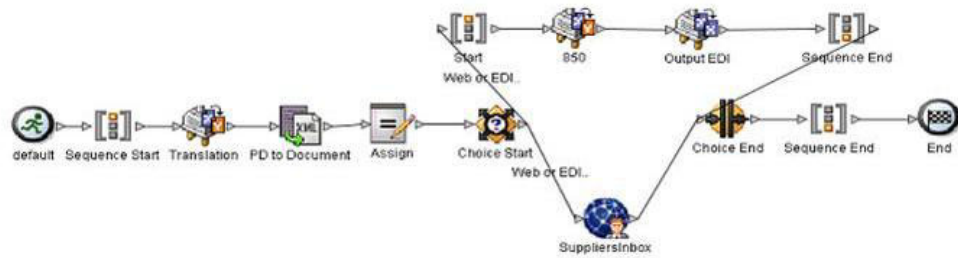 Start
850
Output EDI
Sequence End
Web or EDI..
default
Sequence Start
Translation
PD to Document
Assign
Choice Start
Choice End
Sequence End
End
Web or EDI..
SuppliersInbox